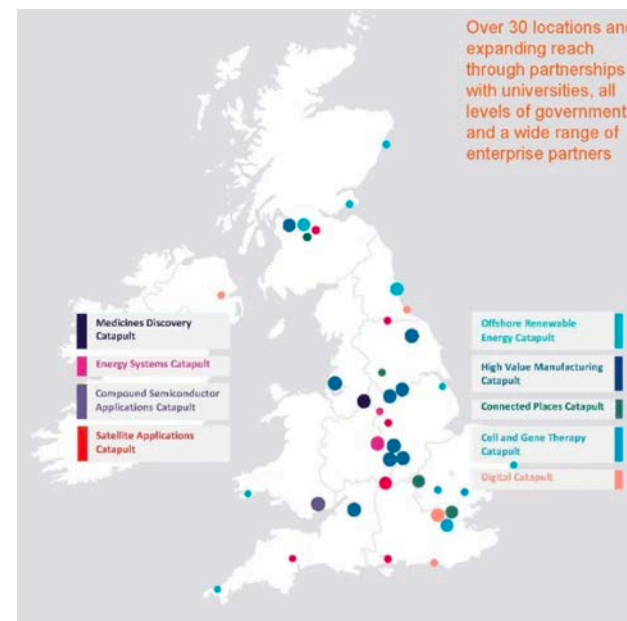 Over 30 locations and
expanding reach
through partnerships
with universities, all
levels of government
and a wide range of
enterprise partners
Medicines Discovery
Catapult
Energy Systems Catapult
Compound Semiconductor
Applications Catapult
Satellite Applications
Catapult
Offshore Renewable
Energy Catapult
High Value Manufacturing
Catapult
Connected Places Catapult
Cell and Gene Therapy
Catapult
Digital Catapult